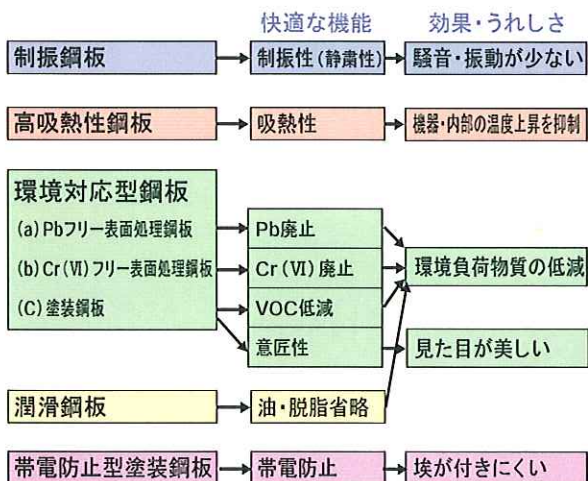 快適な機能 効果・うれしさ
制振鋼板 制振性(静粛性) 騒音・振動が少ない
高吸熱性鋼板 吸熱性 機器・内部の温度上昇を抑制
環境対応型鋼板
(a)Pbフリー表面処理鋼板 Pb廃止
(b)Cr(Ⅵ)フリー表面処理鋼板 Cr(Ⅵ)廃止 環境負荷物質の低減
(C)塗装鋼板 VOC低減
意匠性 見た目が美しい
潤滑鋼板 油・脱脂省略
帯電防止型塗装鋼板 帯電防止 埃が付きにくい